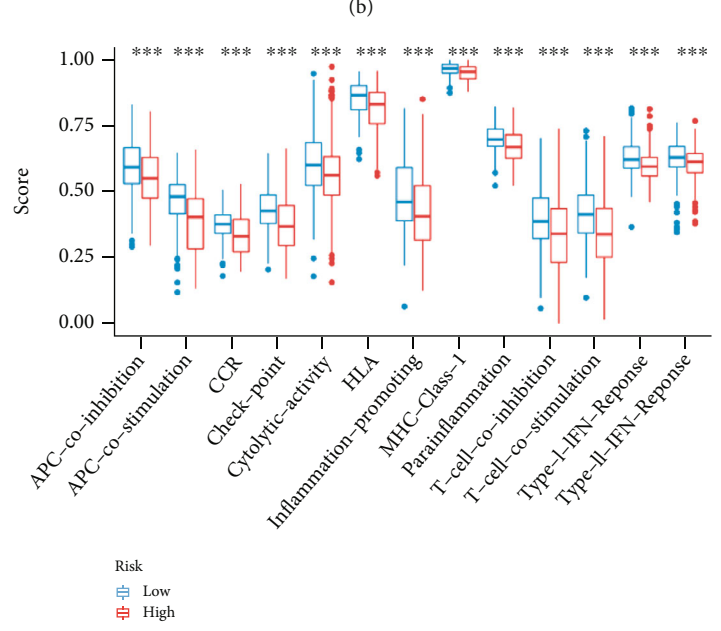 (b)
*** *** *** *** *** *** *** *** *** *** *** *** ***
1.00
0.75
0.50
0.25
0.00
Score
APC-co-inhibition
APC-co-stimulation
CCR
Check-point
Cytolytic-activity
HLA
Inflammation-promoting
MHC-Class-1
Parainflammation
T-cell-co-inhibition
T-cell-co-stimulation
Type-l-IFN-Reponse
Type-ll-IFN-Reponse
Risk
Low
High